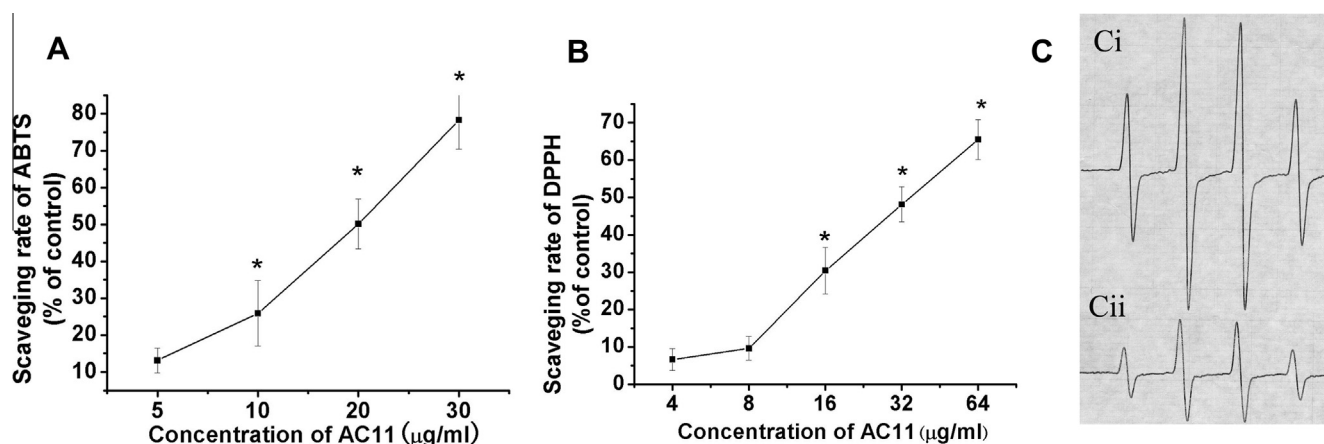 A
Scaveging rate of ABTS
(% of control)
80
70
60
50
40
30
20
10
*
*
*
5 10 20 30
Concentration of AC11 (μg/ml)
B
Scaveging rate of DPPH
(%of control)
70
60
50
40
30
20
10
0
*
*
*
4 8 16 32 64
Concentration of AC11 (μg/ml)
C
Ci
Cii